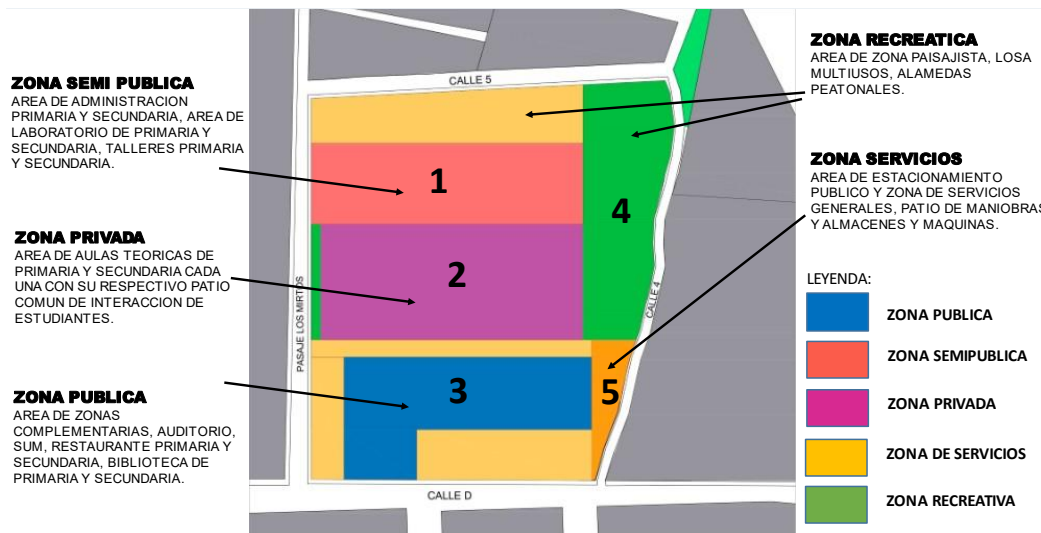 ZONA SEMI PUBLICA
AREA DE ADMINISTRACION
PRIMARIA Y SECUNDARIA, AREA DE
LABORATORIO DE PRIMARIA Y
SECUNDARIA, TALLERES PRIMARIA
Y SECUNDARIA.
ZONA PRIVADA
AREA DE AULAS TEORICAS DE
PRIMARIA Y SECUNDARIA CADA
UNA CON SU RESPECTIVO PATIO
COMUN DE INTERACCION DE
ESTUDIANTES.
ZONA PUBLICA
AREA DE ZONAS
COMPLEMENTARIAS, AUDITORIO,
SUM, RESTAURANTE PRIMARIA Y
SECUNDARIA, BIBLIOTECA DE
PRIMARIA Y SECUNDARIA.
CALLE 5
1
4
2
PASAJE LOS MIRTOS
CALLE 4
3
5
CALLE D
ZONA RECREATICA
AREA DE ZONA PAISAJISTA, LOSA
MULTIUSOS, ALAMEDAS
PEATONALES.
ZONA SERVICIOS
AREA DE ESTACIONAMIENTO
PUBLICO Y ZONA DE SERVICIOS
GENERALES, PATIO DE MANIOBRAS
Y ALMACENES Y MAQUINAS.
LEYENDA:
ZONA PUBLICA
ZONA SEMIPUBLICA
ZONA PRIVADA
ZONA DE SERVICIOS
ZONA RECREATIVA